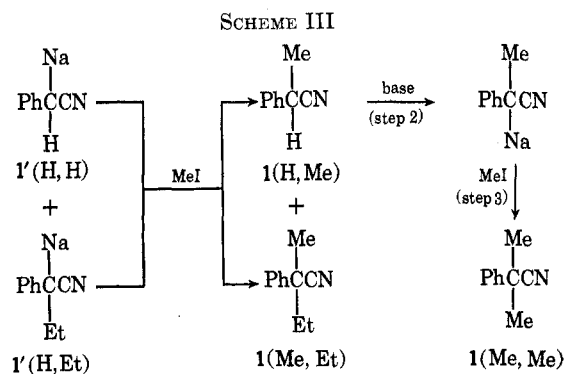 SCHEME III
Na
PhCCN
H
1′(H, H)
+
Na
PhCCN
Et
1′(H,Et)
MeI
Me
PhCCN
H
1(H, Me)
+
Me
PhCCN
Et
1(Me, Et)
base
(step 2)
Me
PhCCN
Na
MeI
(step 3)
Me
PhCCN
Me
1(Me, Me)